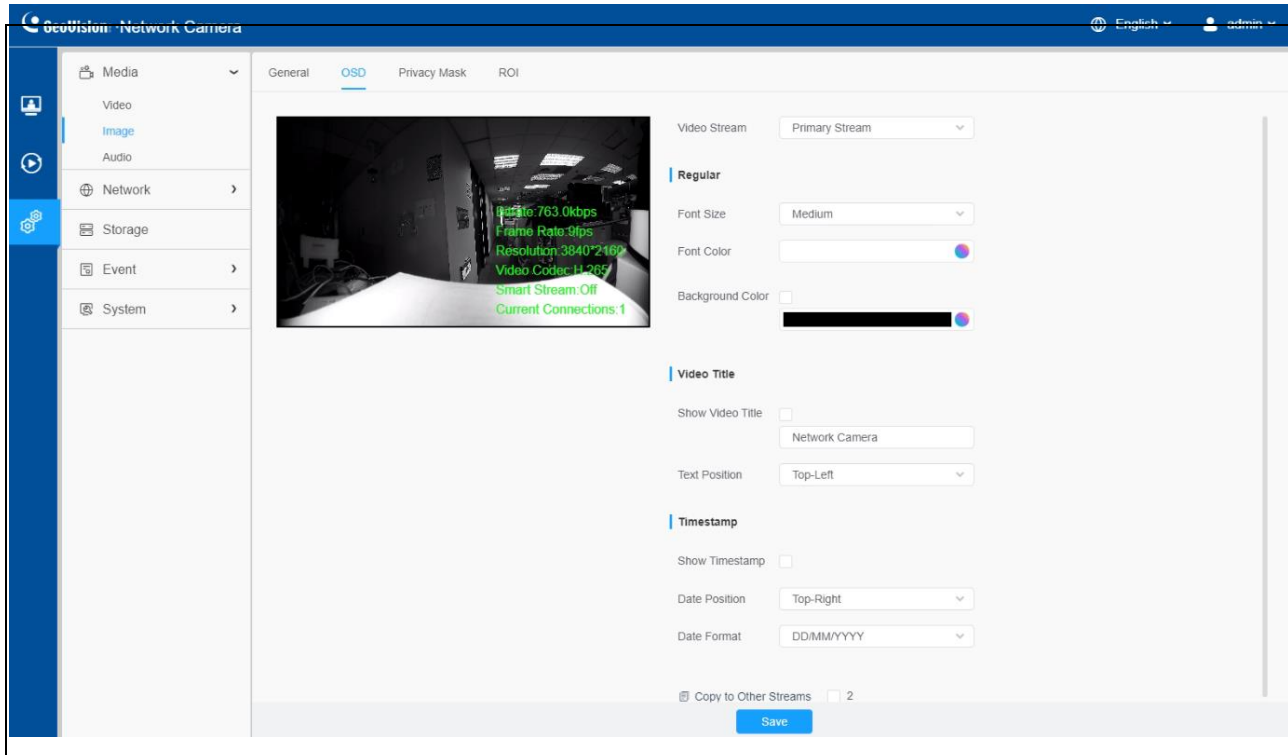 GeoVision Network Camera
English
admin
Media
Video
Image
Audio
Network
Storage
Event
System
General OSD Privacy Mask ROI
Bitrate:763.0kbps
Frame Rate:9fps
Resolution:3840*2160
Video Codec:H.265
Smart Stream:Off
Current Connections:1
Video Stream Primary Stream
Regular
Font Size Medium
Font Color
Background Color
Video Title
Show Video Title
Network Camera
Text Position Top-Left
Timestamp
Show Timestamp
Date Position Top-Right
Date Format DD/MM/YYYY
Copy to Other Streams 2
Save